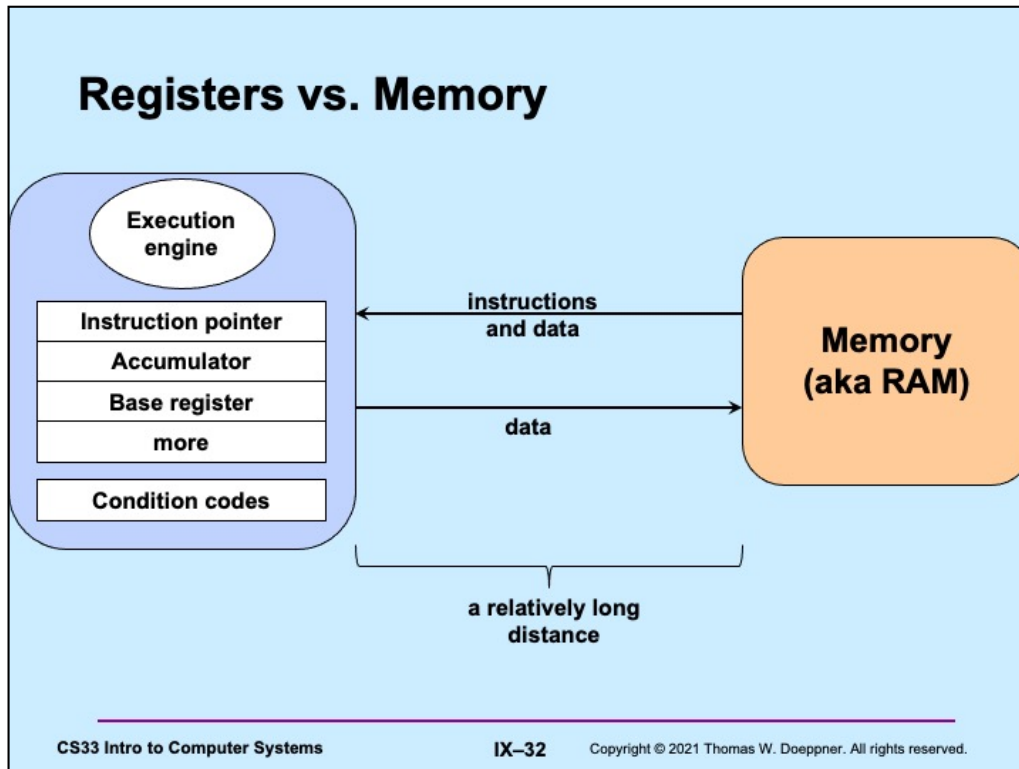 Registers vs. Memory
Execution
engine
Instruction pointer
Accumulator
Base register
more
Condition codes
instructions
and data
data
Memory
(aka RAM)
a relatively long
distance
CS33 Intro to Computer Systems
IX–32
Copyright © 2021 Thomas W. Doeppner. All rights reserved.